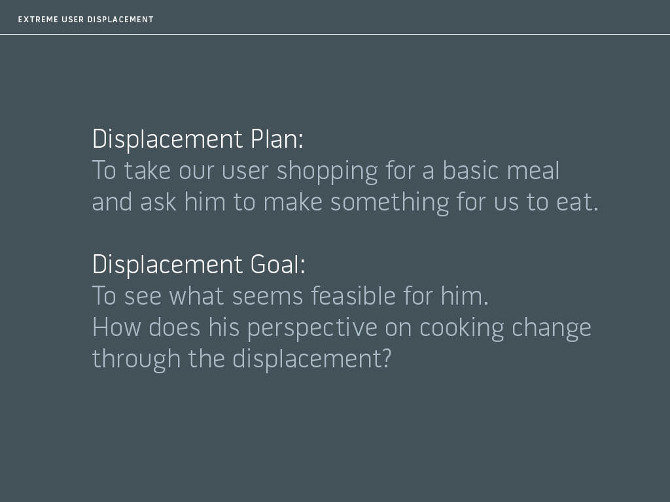 EXTREME USER DISPLACEMENT
Displacement Plan:
To take our user shopping for a basic meal
and ask him to make something for us to eat.
Displacement Goal:
To see what seems feasible for him.
How does his perspective on cooking change
through the displacement?